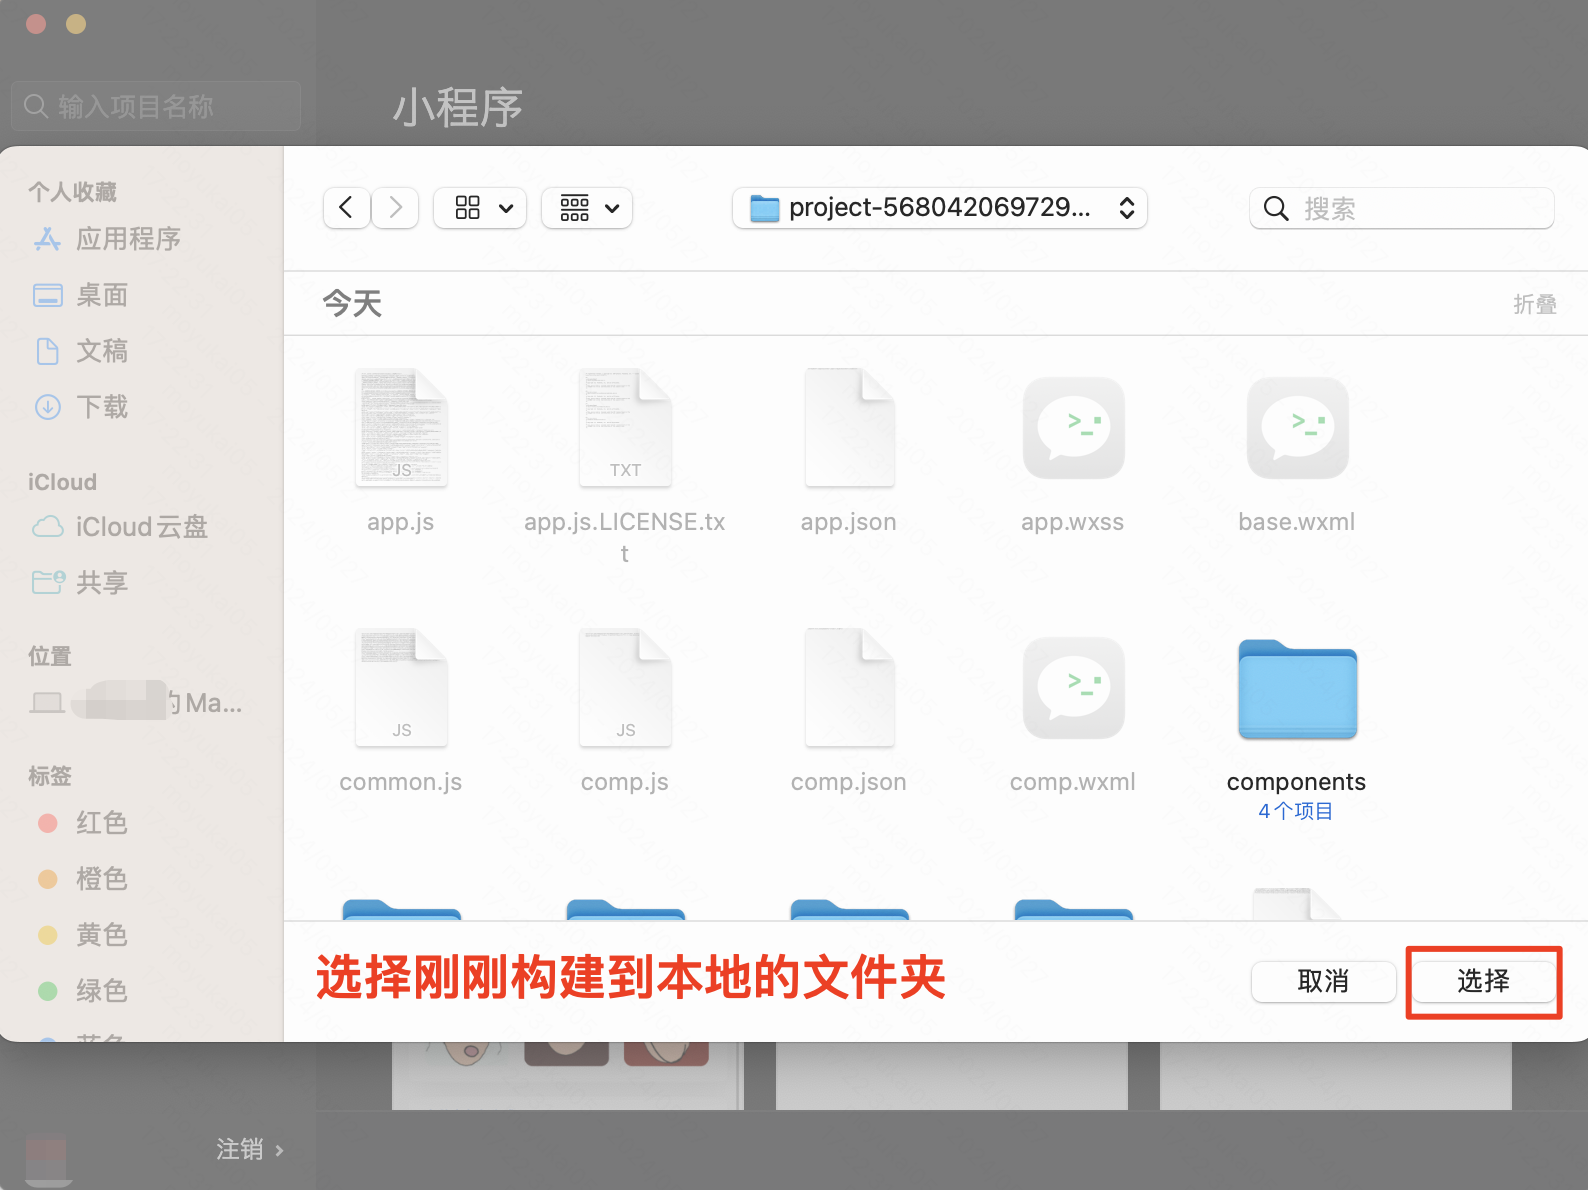 输入项目名称
小程序
个人收藏
应用程序
桌面
文稿
下载
iCloud
iCloud云盘
共享
位置
的 Ma...
标签
红色
橙色
黄色
绿色
蓝色
project-568042069729...
搜索
今天
折叠
JS
TXT
app.js
app.js.LICENSE.tx
t
app.json
app.wxss
base.wxml
JS
JS
common.js
comp.js
comp.json
comp.wxml
components
4个项目
选择刚刚构建到本地的文件夹
取消
选择
注销